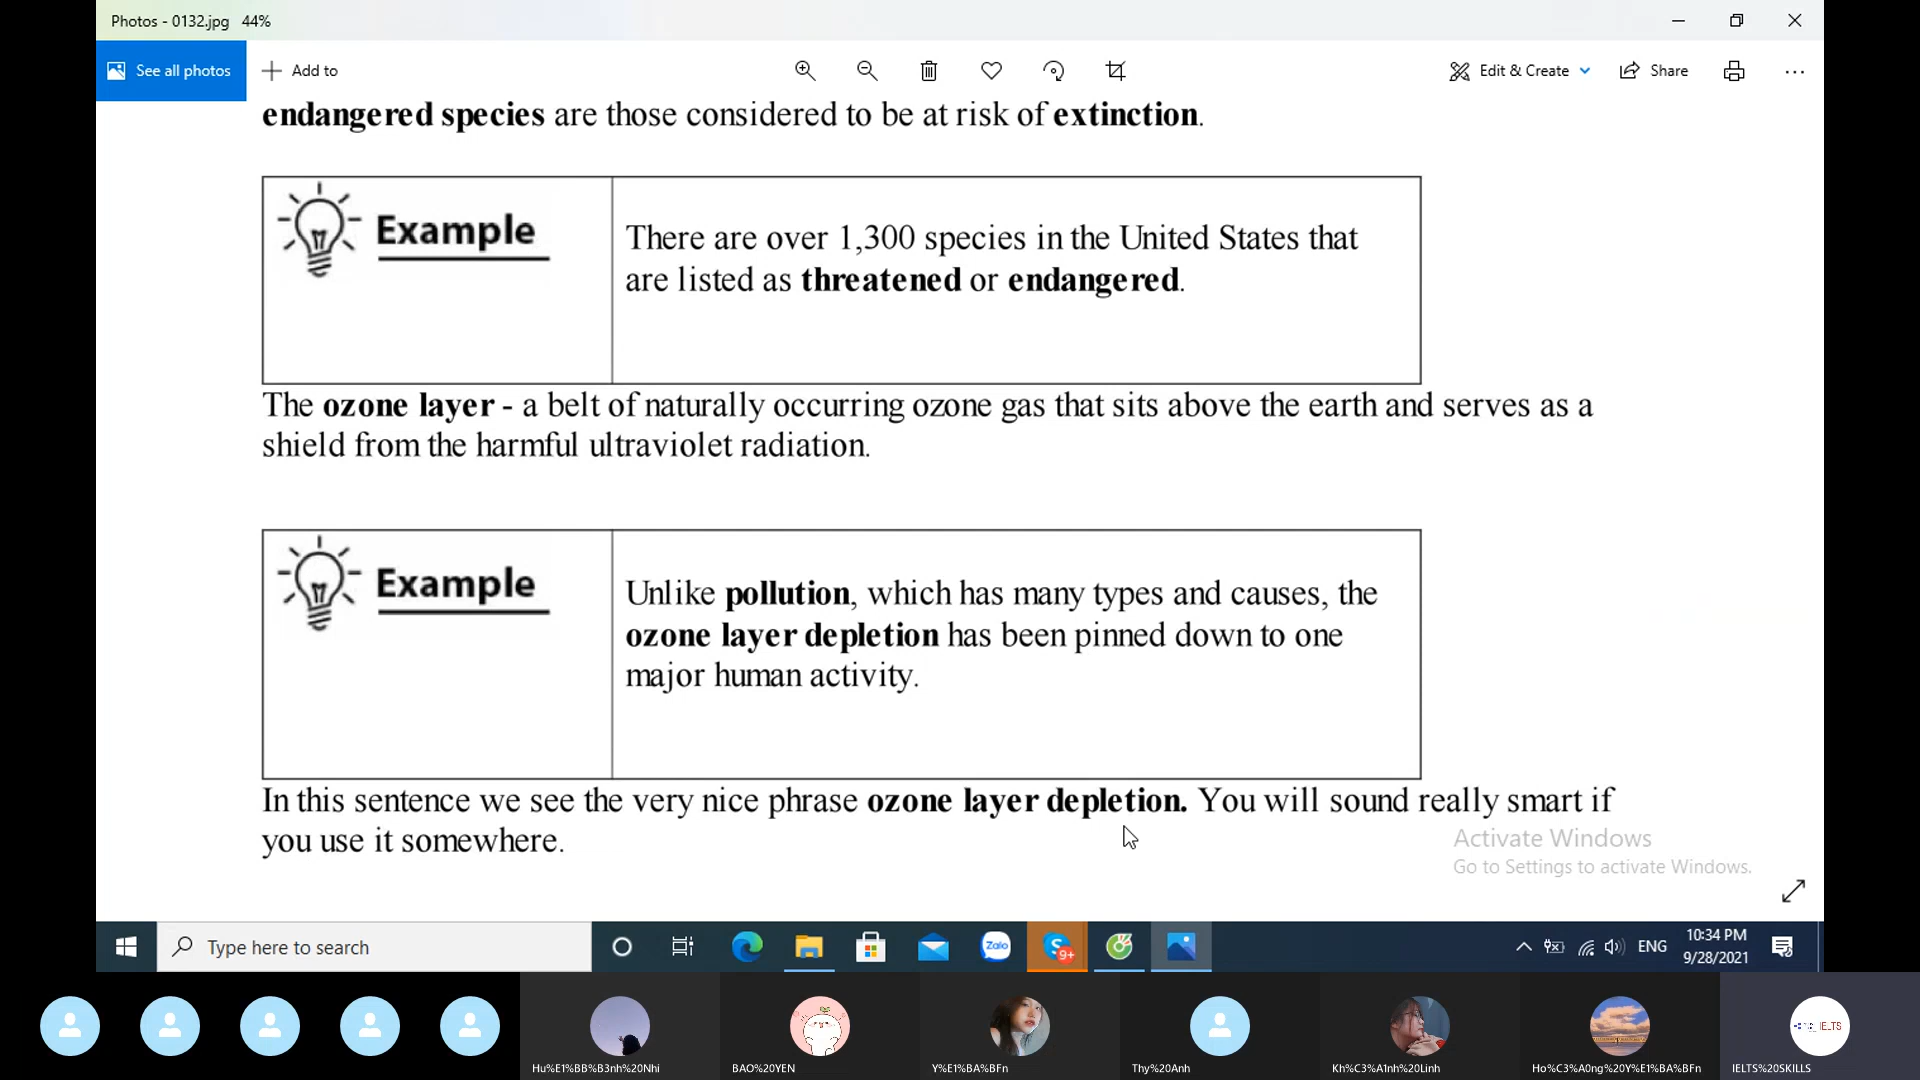 Photos - 0132.jpg 44%
See all photos
Add to
Edit & Create
Share
endangered species are those considered to be at risk of extinction.
Example
There are over 1,300 species in the United States that
are listed as threatened or endangered.
The ozone layer - a belt of naturally occurring ozone gas that sits above the earth and serves as a
shield from the harmful ultraviolet radiation.
Example
Unlike pollution, which has many types and causes, the
ozone layer depletion has been pinned down to one
major human activity.
In this sentence we see the very nice phrase ozone layer depletion. You will sound really smart if
you use it somewhere.
Activate Windows
Go to Settings to activate Windows.
Type here to search
Zalo
S 9+
ENG
10:34 PM
9/28/2021
Hu%E1%BB%B3nh%20Nhi
BAO%20YEN
Y%E1%BA%BFn
Thy%20Anh
Kh%C3%A1nh%20Linh
Ho%C3%A0ng%20Y%E1%BA%BFn
IELTS
IELTS%20SKILLS